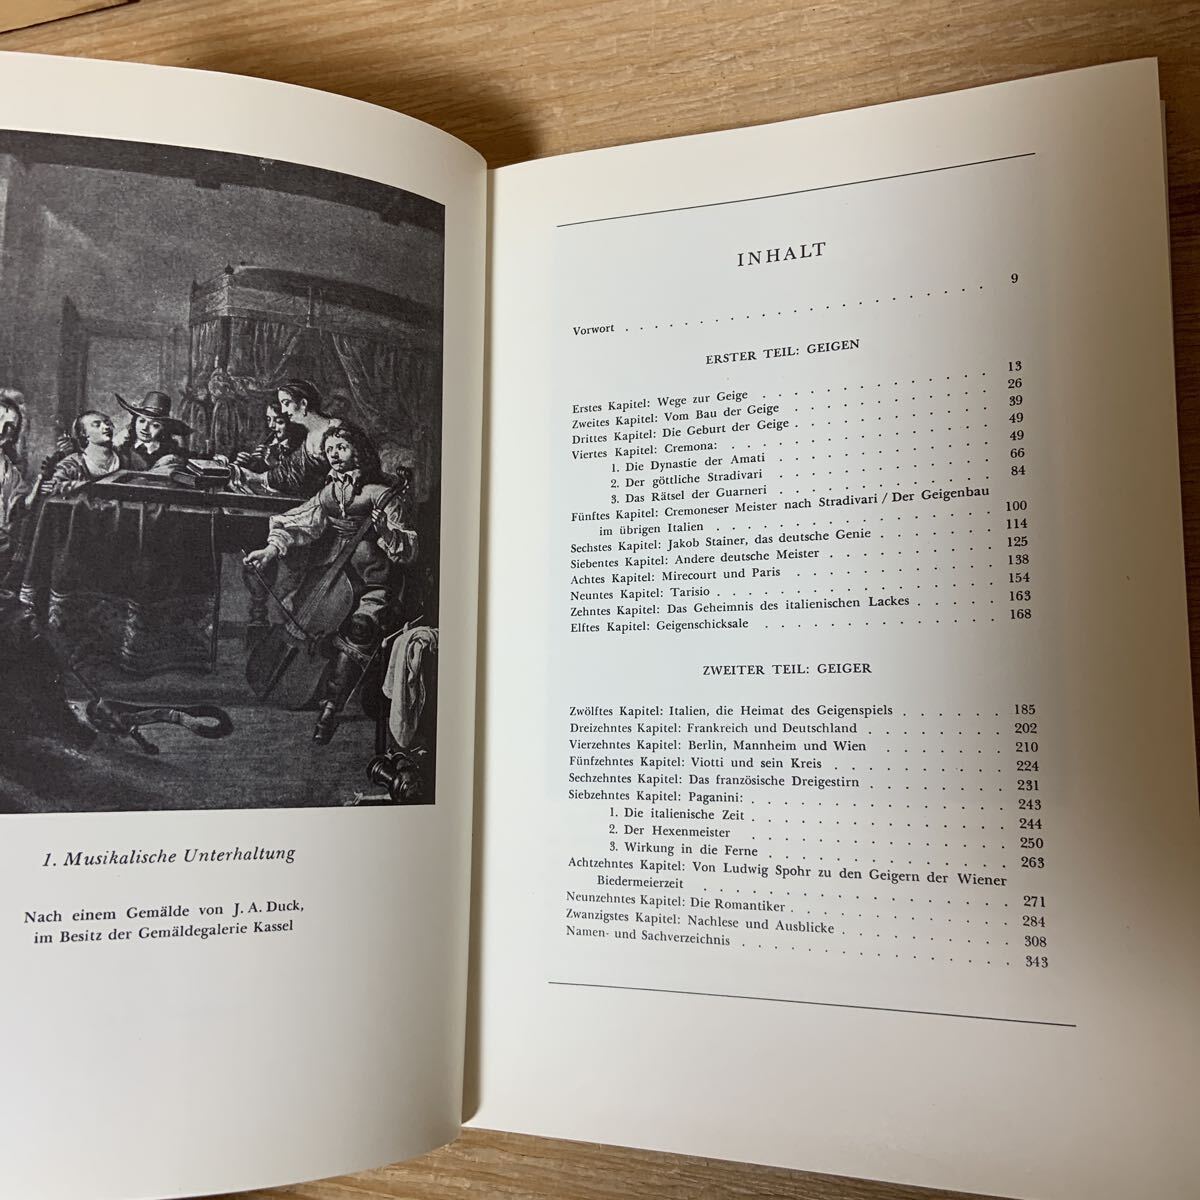 1. Musikalische Unterhaltung
Nach einem Gemälde von J. A. Duck,
im Besitz der Gemäldegalerie Kassel
INHALT
Vorwort . . . . . . . . . . . . . . . . . . . . 9
ERSTER TEIL: GEIGEN
Erstes Kapitel: Wege zur Geige . . . . . . . . . . . . . 13
Zweites Kapitel: Vom Bau der Geige . . . . . . . . . . . 26
Drittes Kapitel: Die Geburt der Geige . . . . . . . . . . . 39
Viertes Kapitel: Cremona: . . . . . . . . . . . . . . 49
1. Die Dynastie der Amati . . . . . . . . . . . . 49
2. Der göttliche Stradivari . . . . . . . . . . . . 66
3. Das Rätsel der Guarneri . . . . . . . . . . . . 84
Fünftes Kapitel: Cremoneser Meister nach Stradivari / Der Geigenbau
im übrigen Italien . . . . . . . . . . . . . . 100
Sechstes Kapitel: Jakob Stainer, das deutsche Genie . . . . . . . 114
Siebentes Kapitel: Andere deutsche Meister . . . . . . . . . 125
Achtes Kapitel: Mirecourt und Paris . . . . . . . . . . . 138
Neuntes Kapitel: Tarisio . . . . . . . . . . . . . . . 154
Zehntes Kapitel: Das Geheimnis des italienischen Lackes . . . . . 163
Elftes Kapitel: Geigenschicksale . . . . . . . . . . . . 168
ZWEITER TEIL: GEIGER
Zwölftes Kapitel: Italien, die Heimat des Geigenspiels . . . . . . 185
Dreizehntes Kapitel: Frankreich und Deutschland . . . . . . . . 202
Vierzehntes Kapitel: Berlin, Mannheim und Wien . . . . . . . 210
Fünfzehntes Kapitel: Viotti und sein Kreis . . . . . . . . . 224
Sechzehntes Kapitel: Das französische Dreigestirn . . . . . . . . 231
Siebzehntes Kapitel: Paganini: . . . . . . . . . . . . . 243
1. Die italienische Zeit . . . . . . . . . . . . . 244
2. Der Hexenmeister . . . . . . . . . . . . . 250
3. Wirkung in die Ferne . . . . . . . . . . . . . 263
Achtzehntes Kapitel: Von Ludwig Spohr zu den Geigern der Wiener
Biedermeierzeit . . . . . . . . . . . . . . . 271
Neunzehntes Kapitel: Die Romantiker . . . . . . . . . . . 284
Zwanzigstes Kapitel: Nachlese und Ausblicke . . . . . . . . . 308
Namen- und Sachverzeichnis . . . . . . . . . . . . . . 343